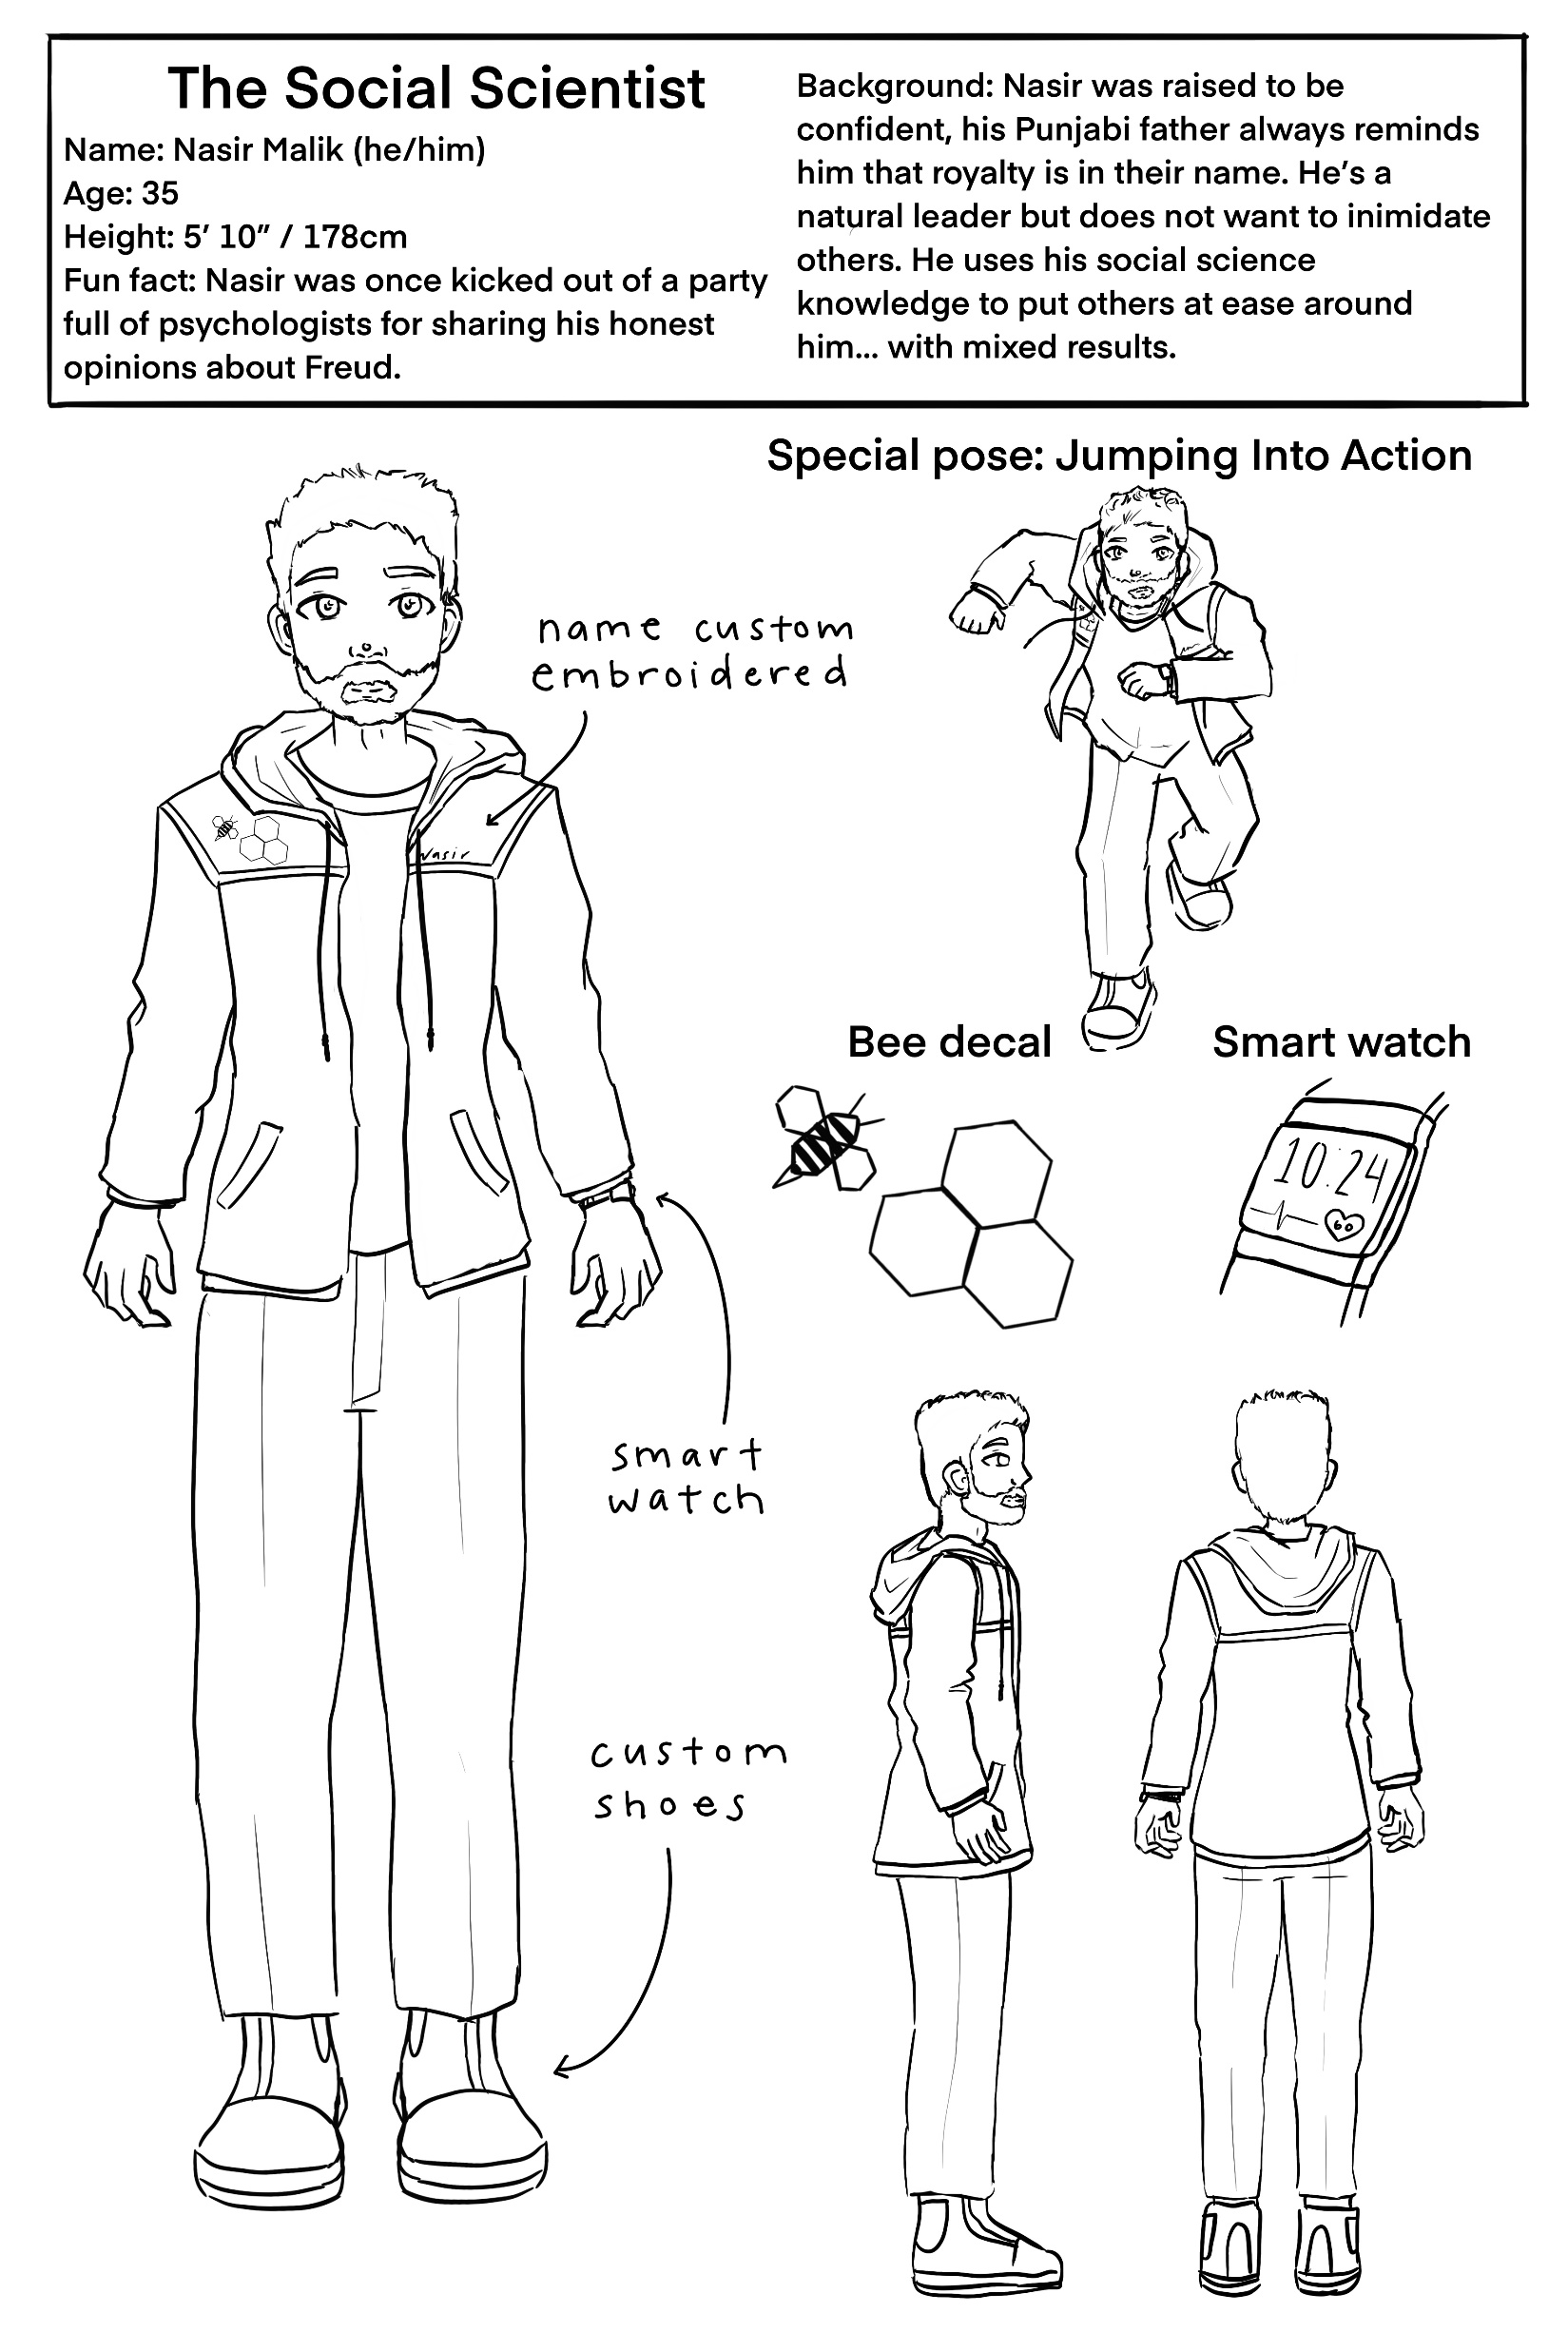 The Social Scientist
Name: Nasir Malik (he/him)
Age: 35
Height: 5’ 10” / 178cm
Fun fact: Nasir was once kicked out of a party
full of psychologists for sharing his honest
opinions about Freud.
Background: Nasir was raised to be
confident, his Punjabi father always reminds
him that royalty is in their name. He’s a
natural leader but does not want to inimidate
others. He uses his social science
knowledge to put others at ease around
him... with mixed results.
Special pose: Jumping Into Action
name custom
embroidered
Nasir
Bee decal
Smart watch
10:24
60
smart
watch
custom
shoes